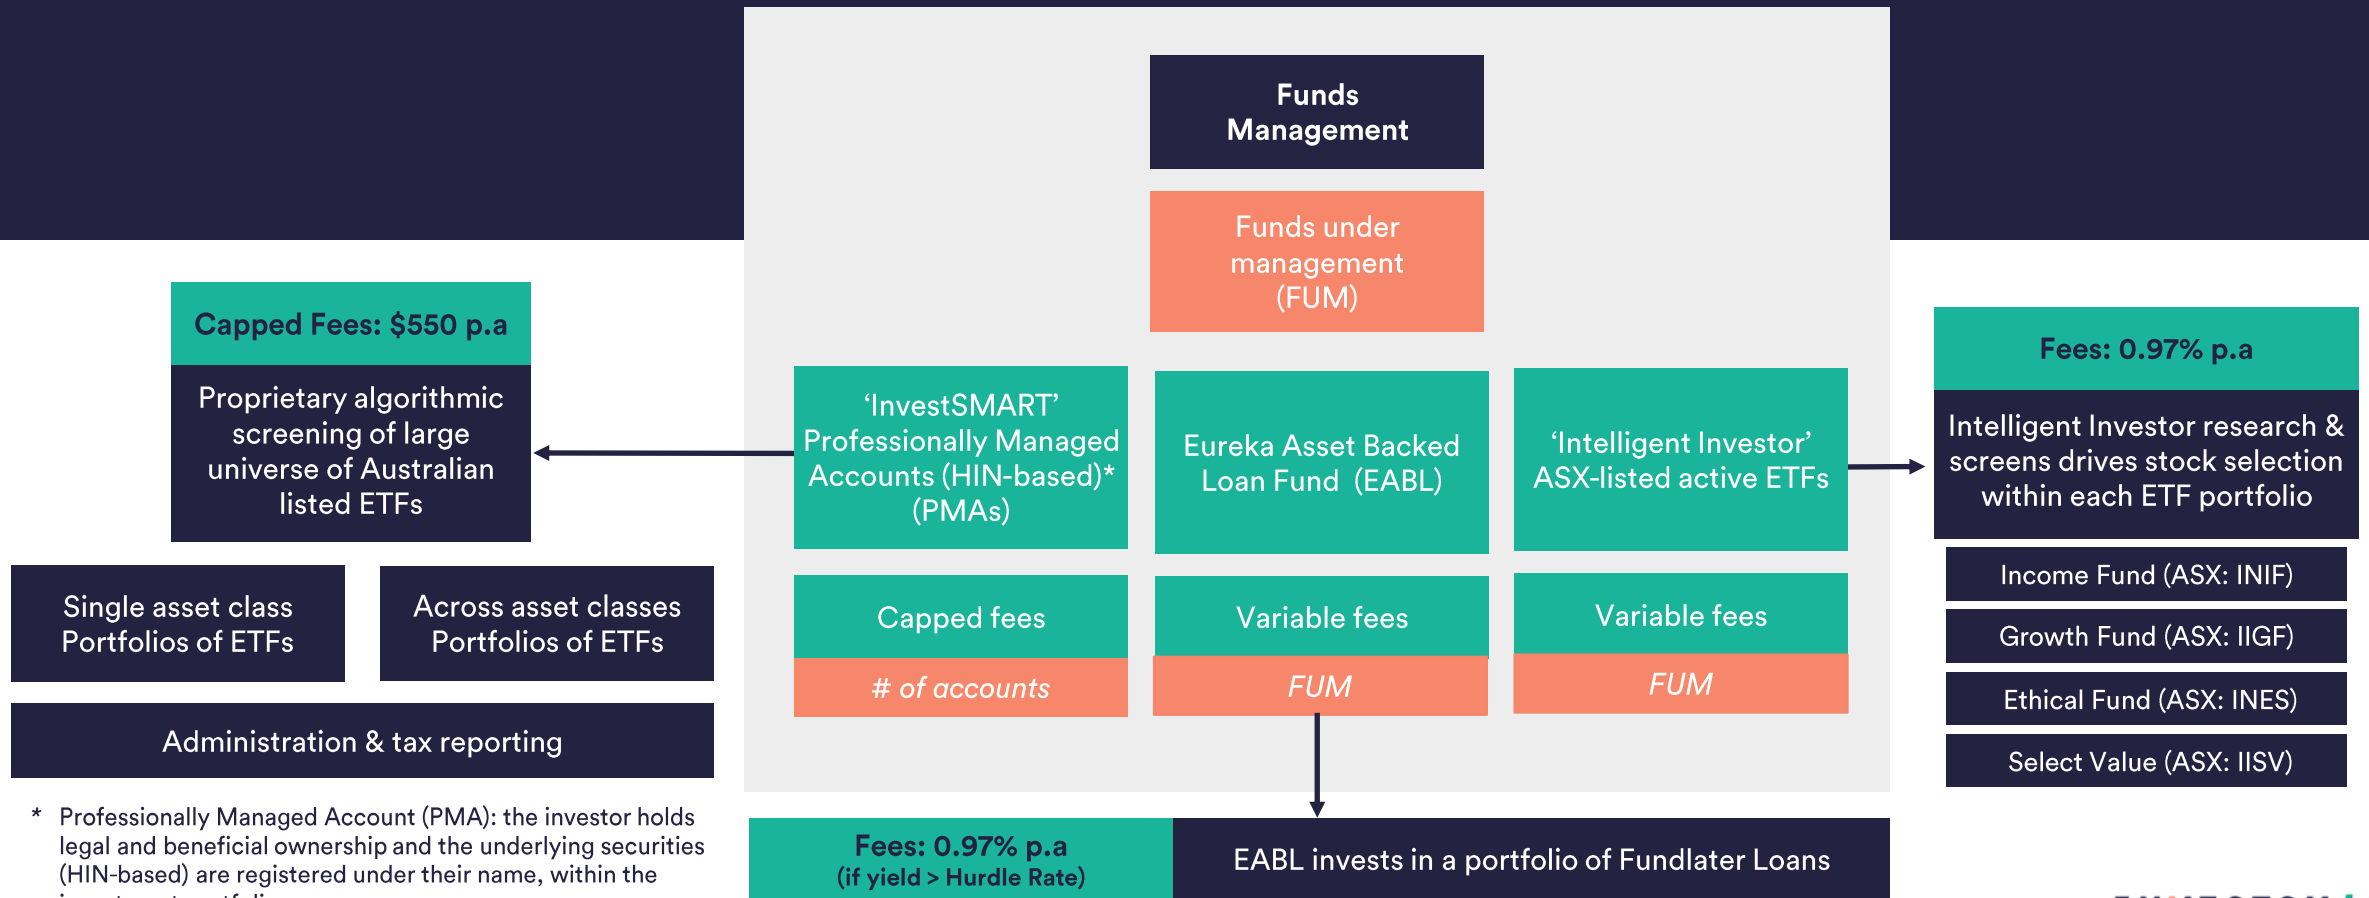 Funds
Management
Funds under
management
(FUM)
Capped Fees: $550 p.a
Proprietary algorithmic
screening of large
universe of Australian
listed ETFs
Single asset class
Portfolios of ETFs
Across asset classes
Portfolios of ETFs
Administration & tax reporting
* Professionally Managed Account (PMA): the investor holds
legal and beneficial ownership and the underlying securities
(HIN-based) are registered under their name, within the
‘InvestSMART’
Professionally Managed
Accounts (HIN-based)*
(PMAs)
Capped fees
# of accounts
Eureka Asset Backed
Loan Fund (EABL)
Variable fees
FUM
‘Intelligent Investor’
ASX-listed active ETFs
Variable fees
FUM
Fees: 0.97% p.a
(if yield > Hurdle Rate)
EABL invests in a portfolio of Fundlater Loans
Fees: 0.97% p.a
Intelligent Investor research &
screens drives stock selection
within each ETF portfolio
Income Fund (ASX: INIF)
Growth Fund (ASX: IIGF)
Ethical Fund (ASX: INES)
Select Value (ASX: IISV)